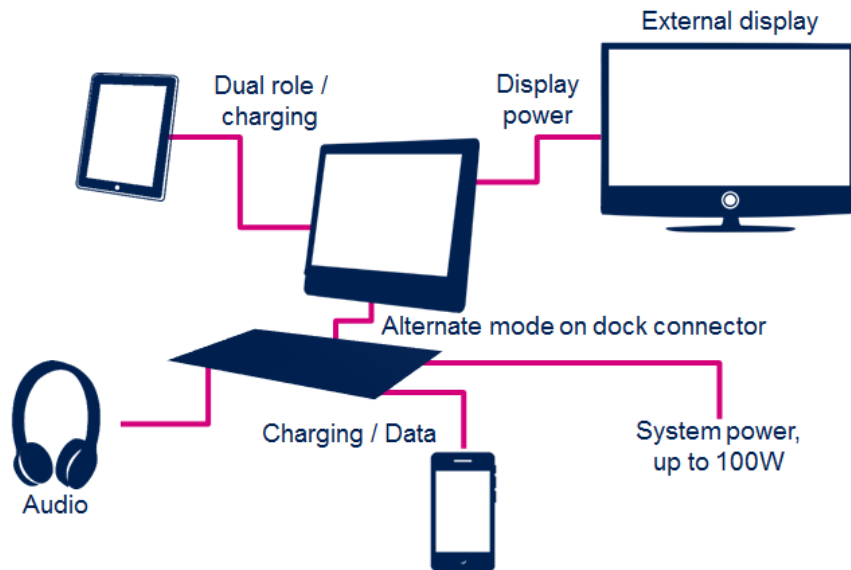 External display
Dual role /
charging
Display
power
Alternate mode on dock connector
Charging / Data
System power,
up to 100W
Audio